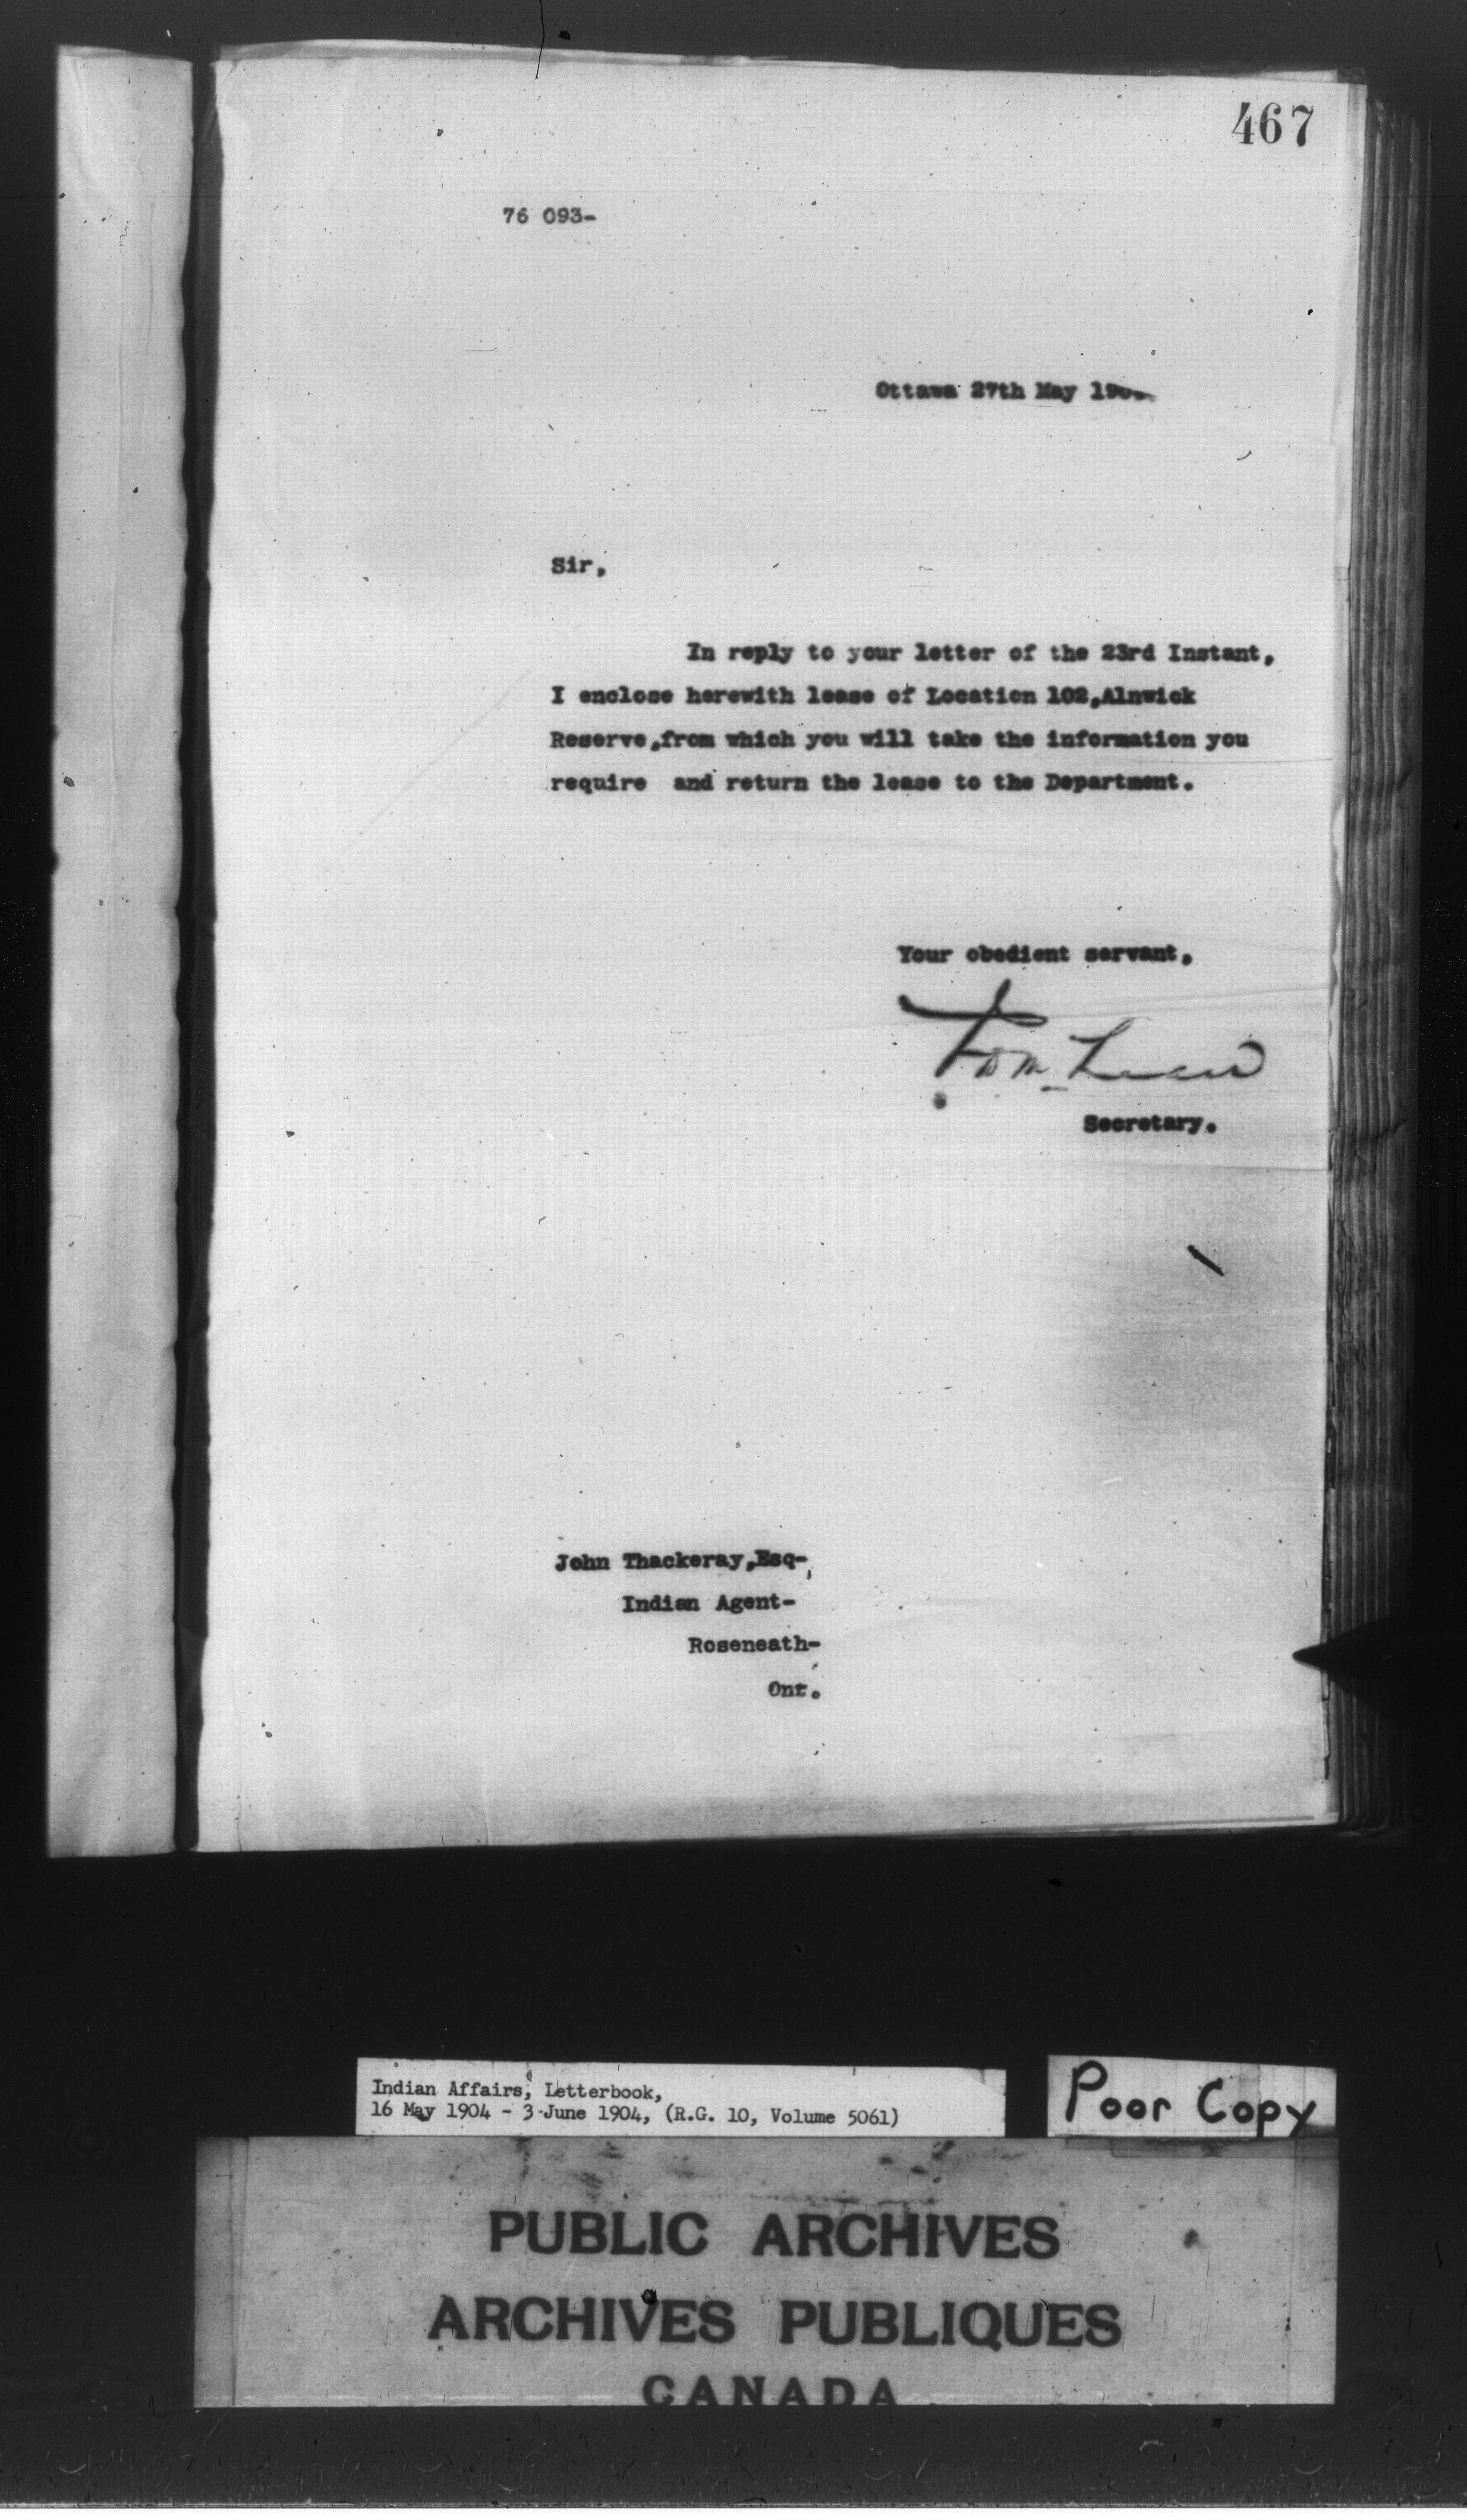 467
76 093-
Ottawa 27th May
Sir,
In reply to your letter of the 23rd Instant,
I enclose herewith lease of Location 102,Alnwick
Reserve,from which you will take the information you
require and return the lease to the Department.
Your obedient servant,
Secretary.
John Thackeray,Esq-,
Indian Agent-
Roseneath-
Ont.
Indian Affairs, Letterbook,
16 May 1904 - 3 June 1904, (R.G. 10, Volume 5061)
Poor Copy
PUBLIC ARCHIVES
ARCHIVES PUBLIQUES
CANADA